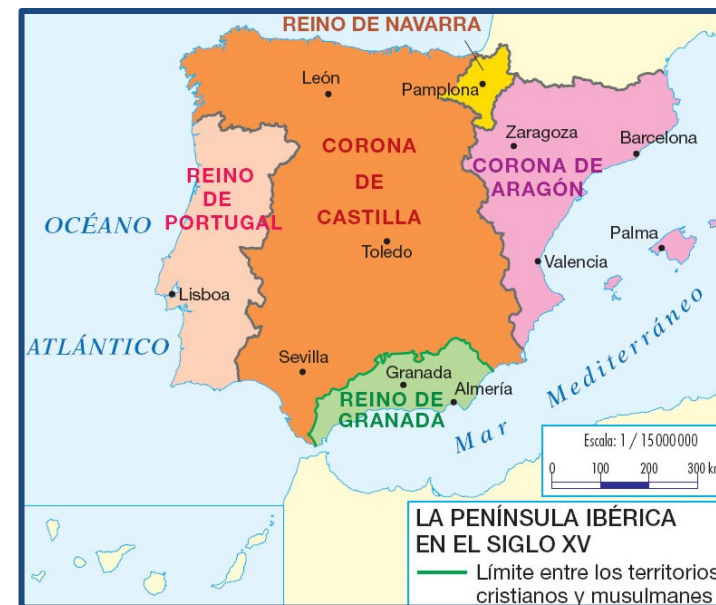 REINO DE NAVARRA
León
Pamplona
Zaragoza
Barcelona
CORONA
DE
CASTILLA
CORONA DE
ARAGÓN
REINO
DE
PORTUGAL
OCÉANO
Toledo
Palma
Valencia
Lisboa
ATLÁNTICO
Sevilla
Granada
Almería
REINO DE
GRANADA
Mar Mediterráneo
Escala: 1 / 15 000 000
0 100 200 300 km
LA PENÍNSULA IBÉRICA
EN EL SIGLO XV
Límite entre los territorios
cristianos y musulmanes